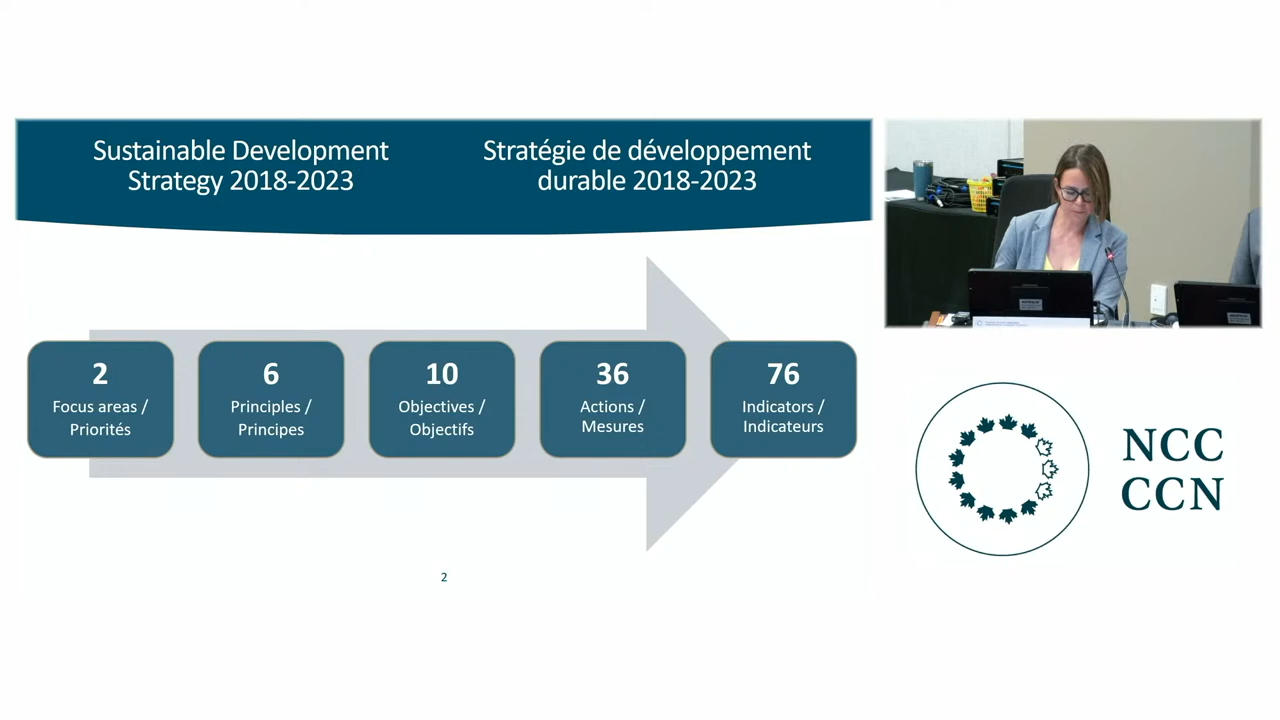 Sustainable Development
Strategy 2018-2023
Stratégie de développement
durable 2018-2023
2
Focus areas /
Priorités
6
Principles /
Principes
10
Objectives /
Objectifs
36
Actions /
Mesures
76
Indicators /
Indicateurs
2
NCC
CCN